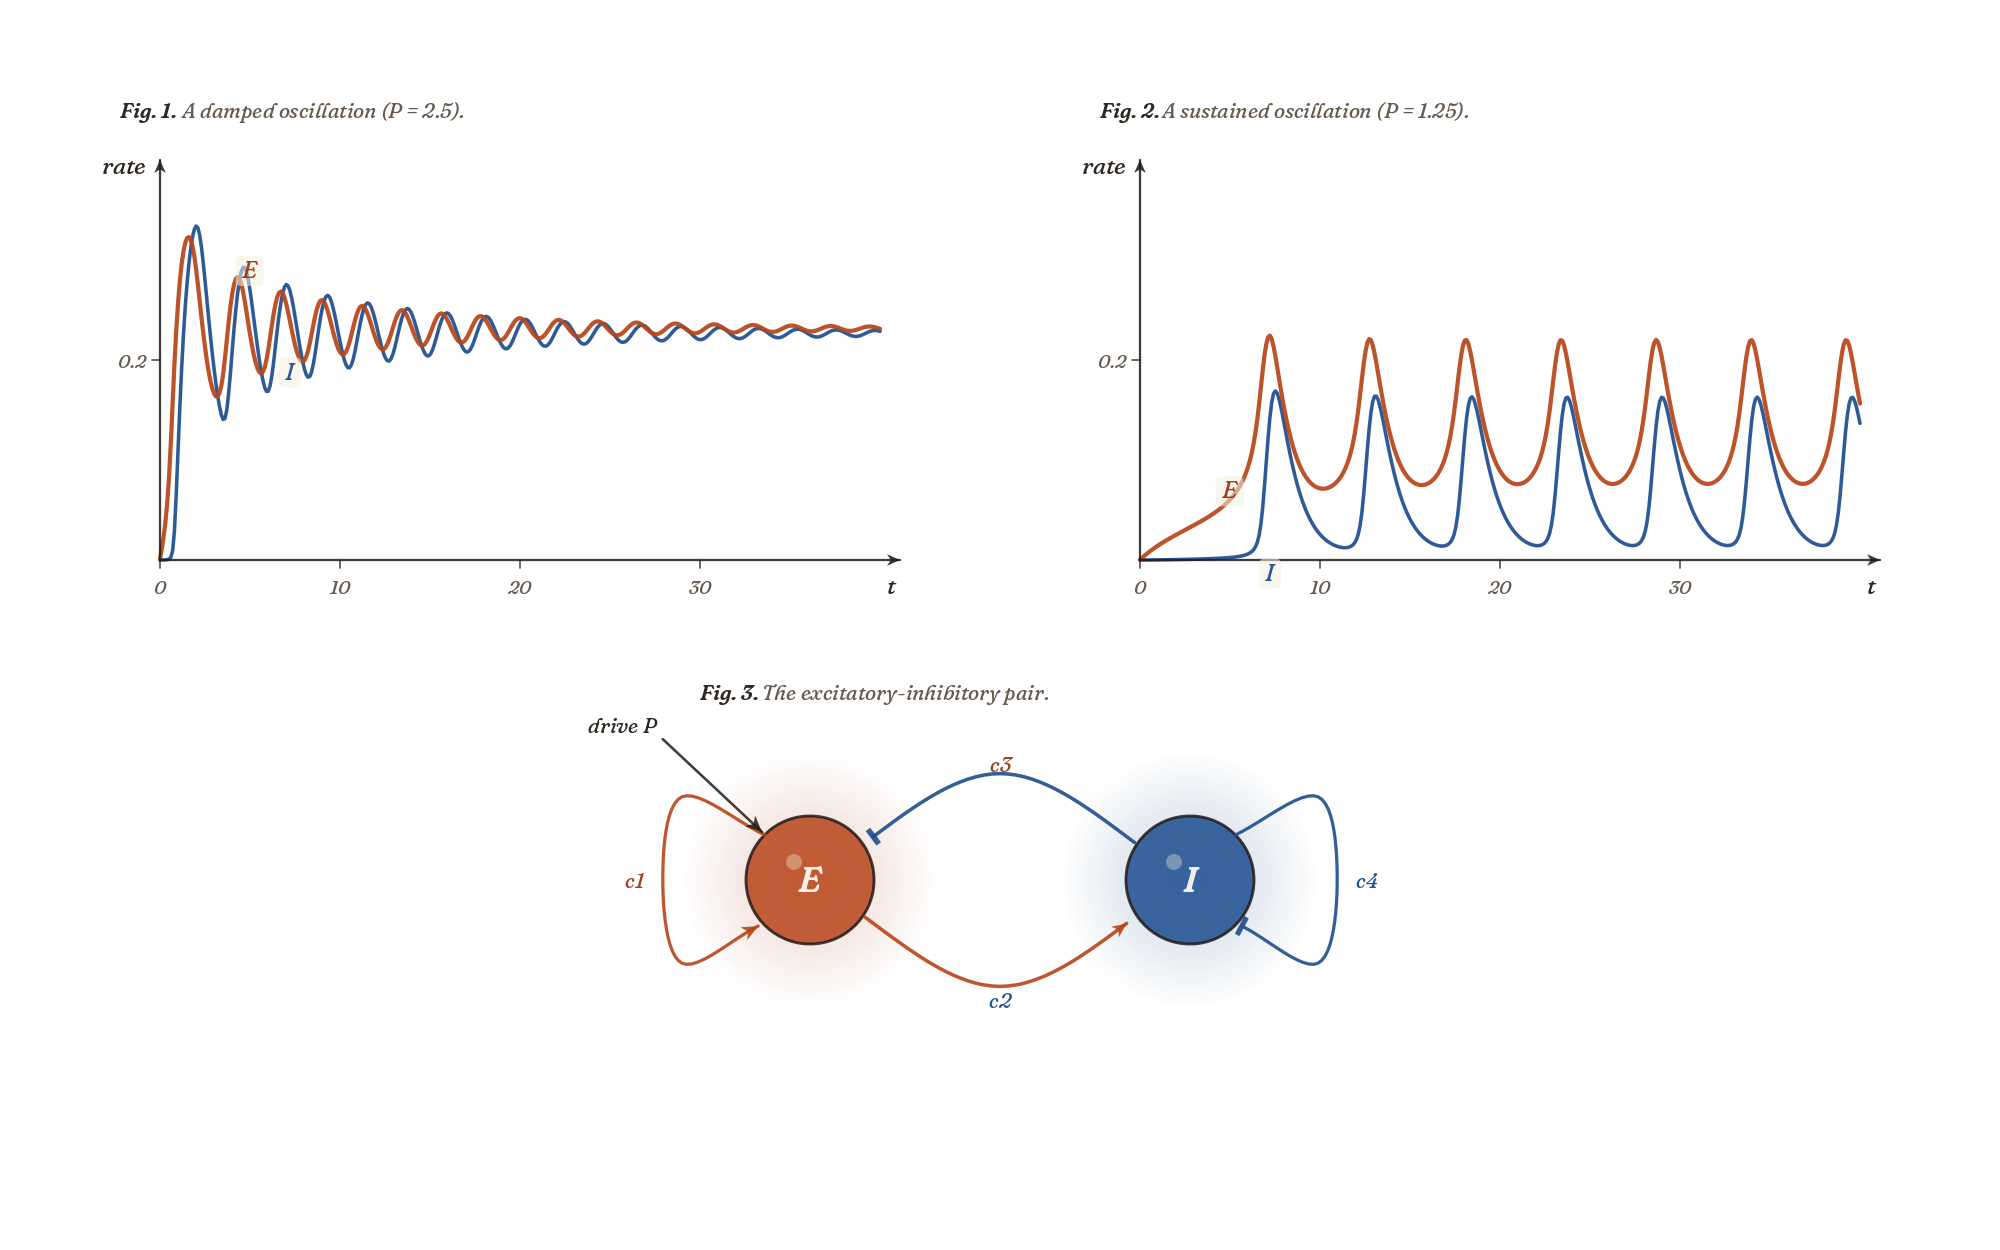 Fig. 1. A damped oscillation (P = 2.5).
rate
E
I
0.2
0
10
20
30
t
Fig. 2. A sustained oscillation (P = 1.25).
rate
0.2
E
I
0
10
20
30
t
Fig. 3. The excitatory-inhibitory pair.
drive P
c3
c1
E
I
c4
c2